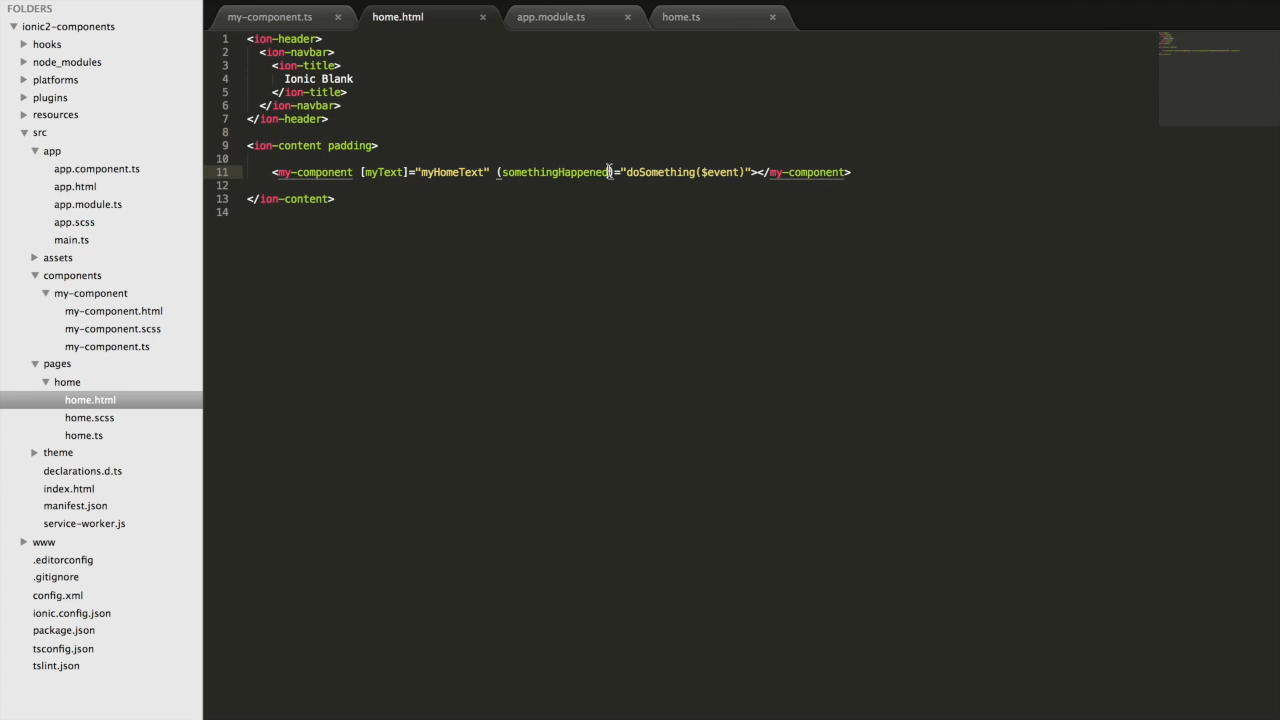 FOLDERS
ionic2-components
hooks
node_modules
platforms
plugins
resources
src
app
app.component.ts
app.html
app.module.ts
app.scss
main.ts
assets
components
my-component
my-component.html
my-component.scss
my-component.ts
pages
home
home.html
home.scss
home.ts
theme
declarations.d.ts
index.html
manifest.json
service-worker.js
www
.editorconfig
.gitignore
config.xml
ionic.config.json
package.json
tsconfig.json
tslint.json
my-component.ts × home.html × app.module.ts × home.ts ×
1 <ion-header>
2 <ion-navbar>
3 <ion-title>
4 Ionic Blank
5 </ion-title>
6 </ion-navbar>
7 </ion-header>
8
9 <ion-content padding>
10
11 <my-component [myText]="myHomeText" (somethingHappened)="doSomething($event)"></my-component>
12
13 </ion-content>
14